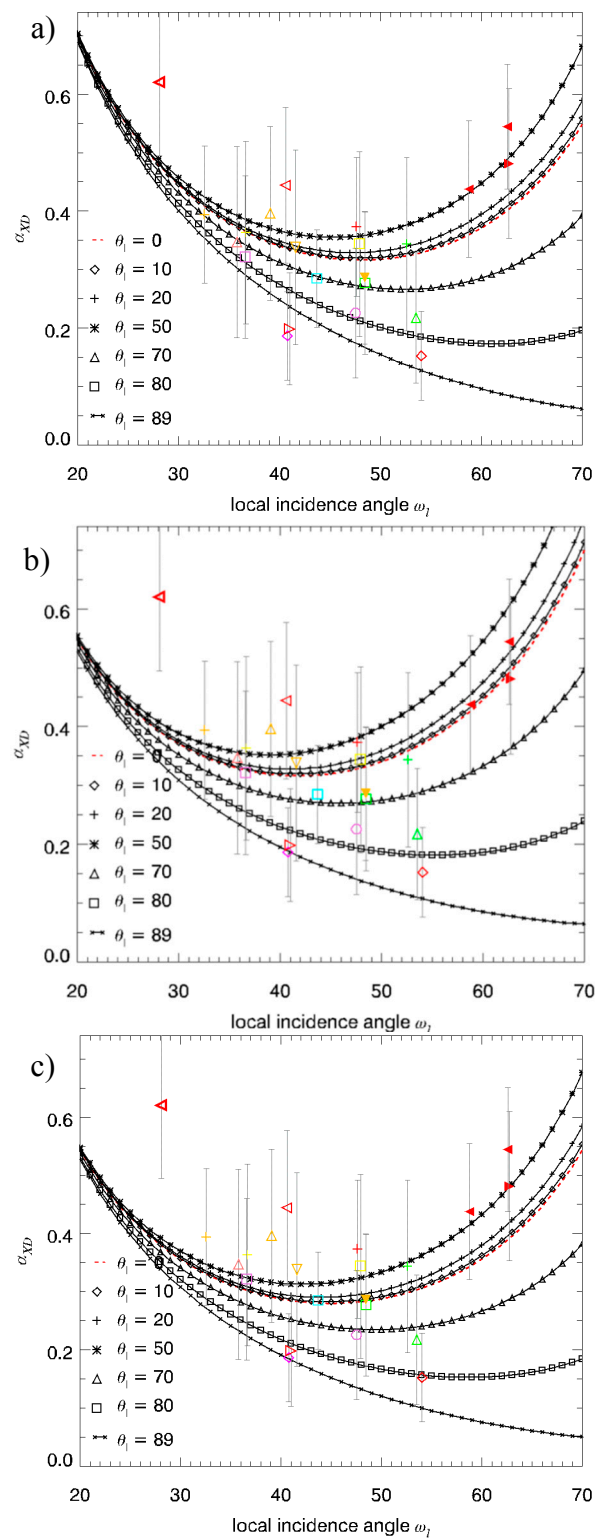 a)
0.6
0.4
0.2
0.0
α_XD
θ_l = 0
θ_l = 10
θ_l = 20
θ_l = 50
θ_l = 70
θ_l = 80
θ_l = 89
20 30 40 50 60 70
local incidence angle ω_l
b)
0.6
0.4
0.2
0.0
α_XD
θ_l = 0
θ_l = 10
θ_l = 20
θ_l = 50
θ_l = 70
θ_l = 80
θ_l = 89
20 30 40 50 60 70
local incidence angle ω_l
c)
0.6
0.4
0.2
0.0
α_XD
θ_l = 0
θ_l = 10
θ_l = 20
θ_l = 50
θ_l = 70
θ_l = 80
θ_l = 89
20 30 40 50 60 70
local incidence angle ω_l